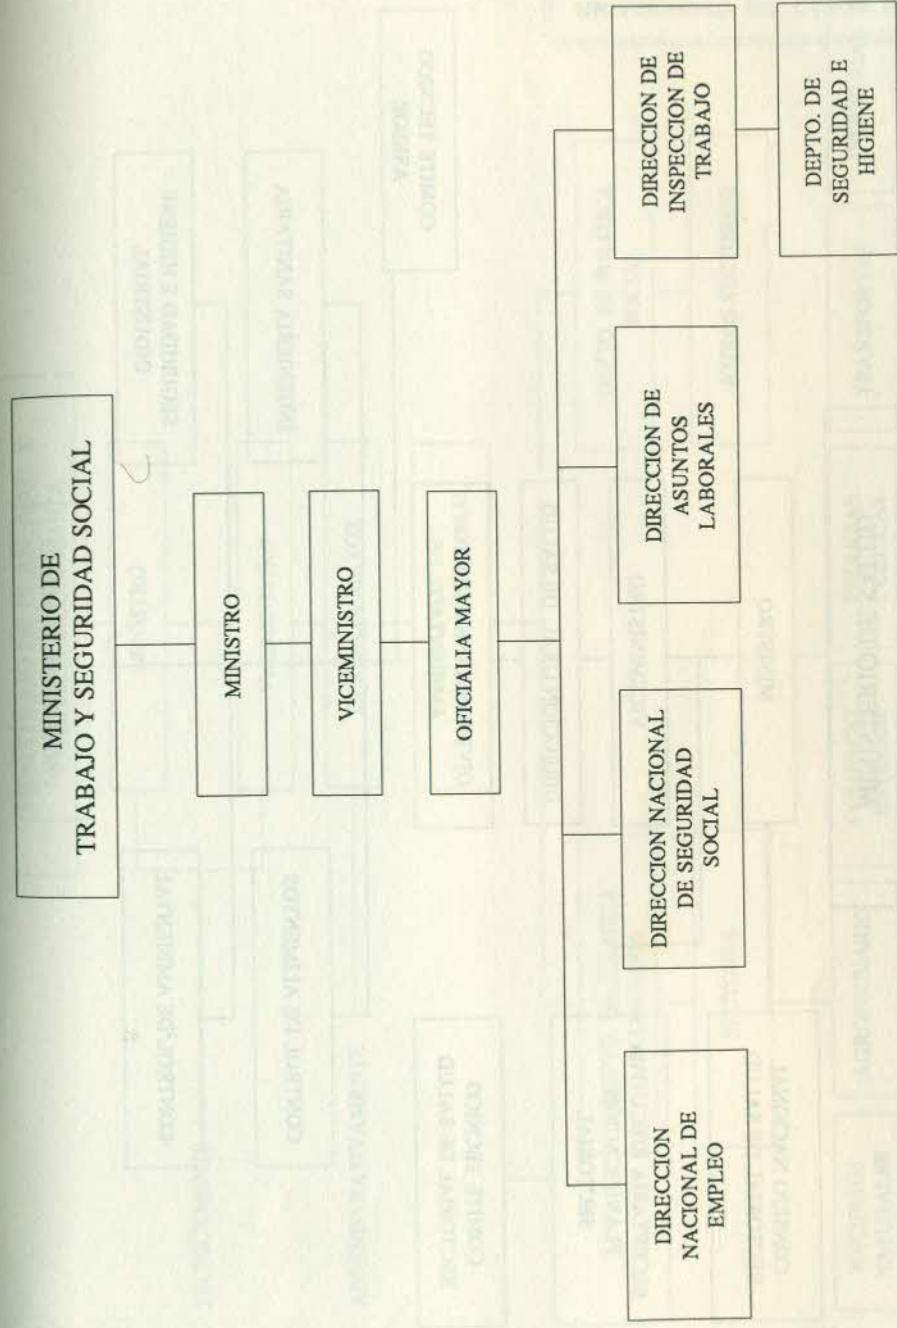 MINISTERIO DE
TRABAJO Y SEGURIDAD SOCIAL
MINISTRO
VICEMINISTRO
OFICIALIA MAYOR
DIRECCION
NACIONAL DE
EMPLEO
DIRECCION NACIONAL
DE SEGURIDAD
SOCIAL
DIRECCION DE
ASUNTOS
LABORALES
DIRECCION DE
INSPECCION DE
TRABAJO
DEPTO. DE
SEGURIDAD E
HIGIENE